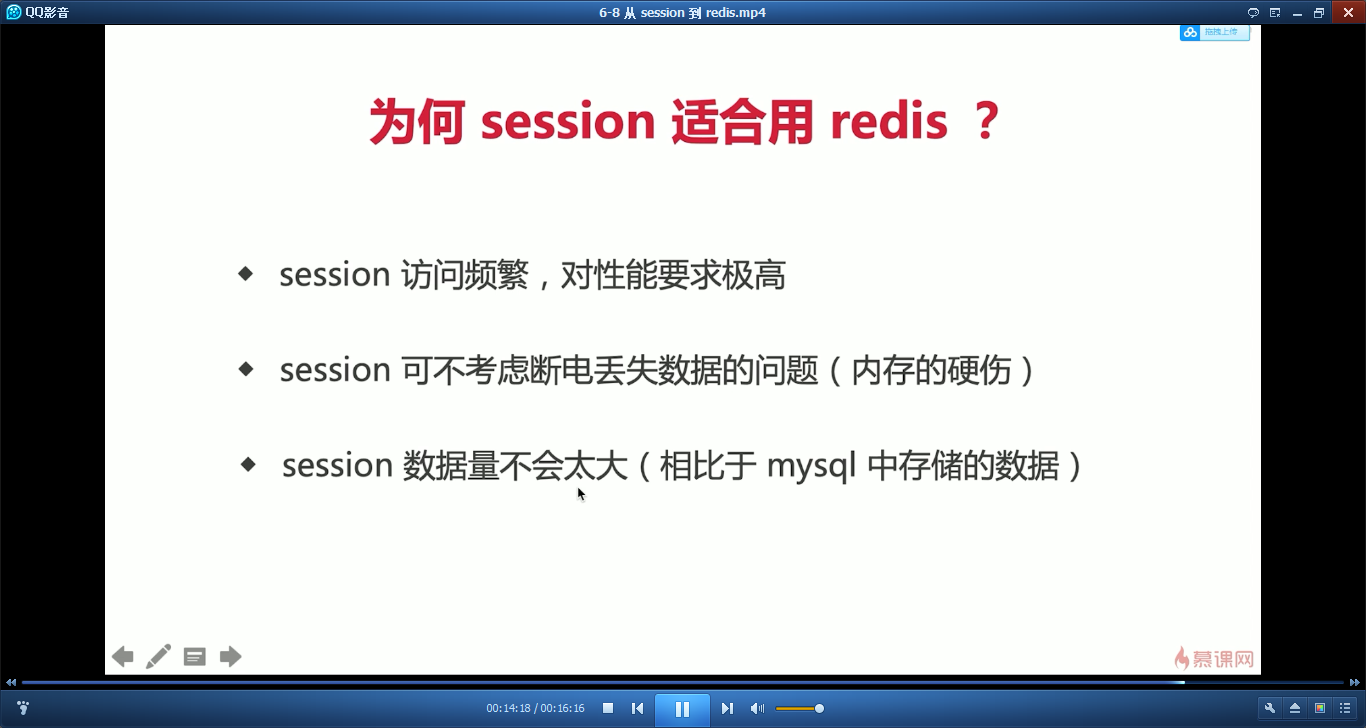 QQ影音
6-8 从 session 到 redis.mp4
拖拽上传
为何 session 适合用 redis ？
session 访问频繁，对性能要求极高
session 可不考虑断电丢失数据的问题（内存的硬伤）
session 数据量不会太大（相比于 mysql 中存储的数据）
慕课网
00:14:18 / 00:16:16